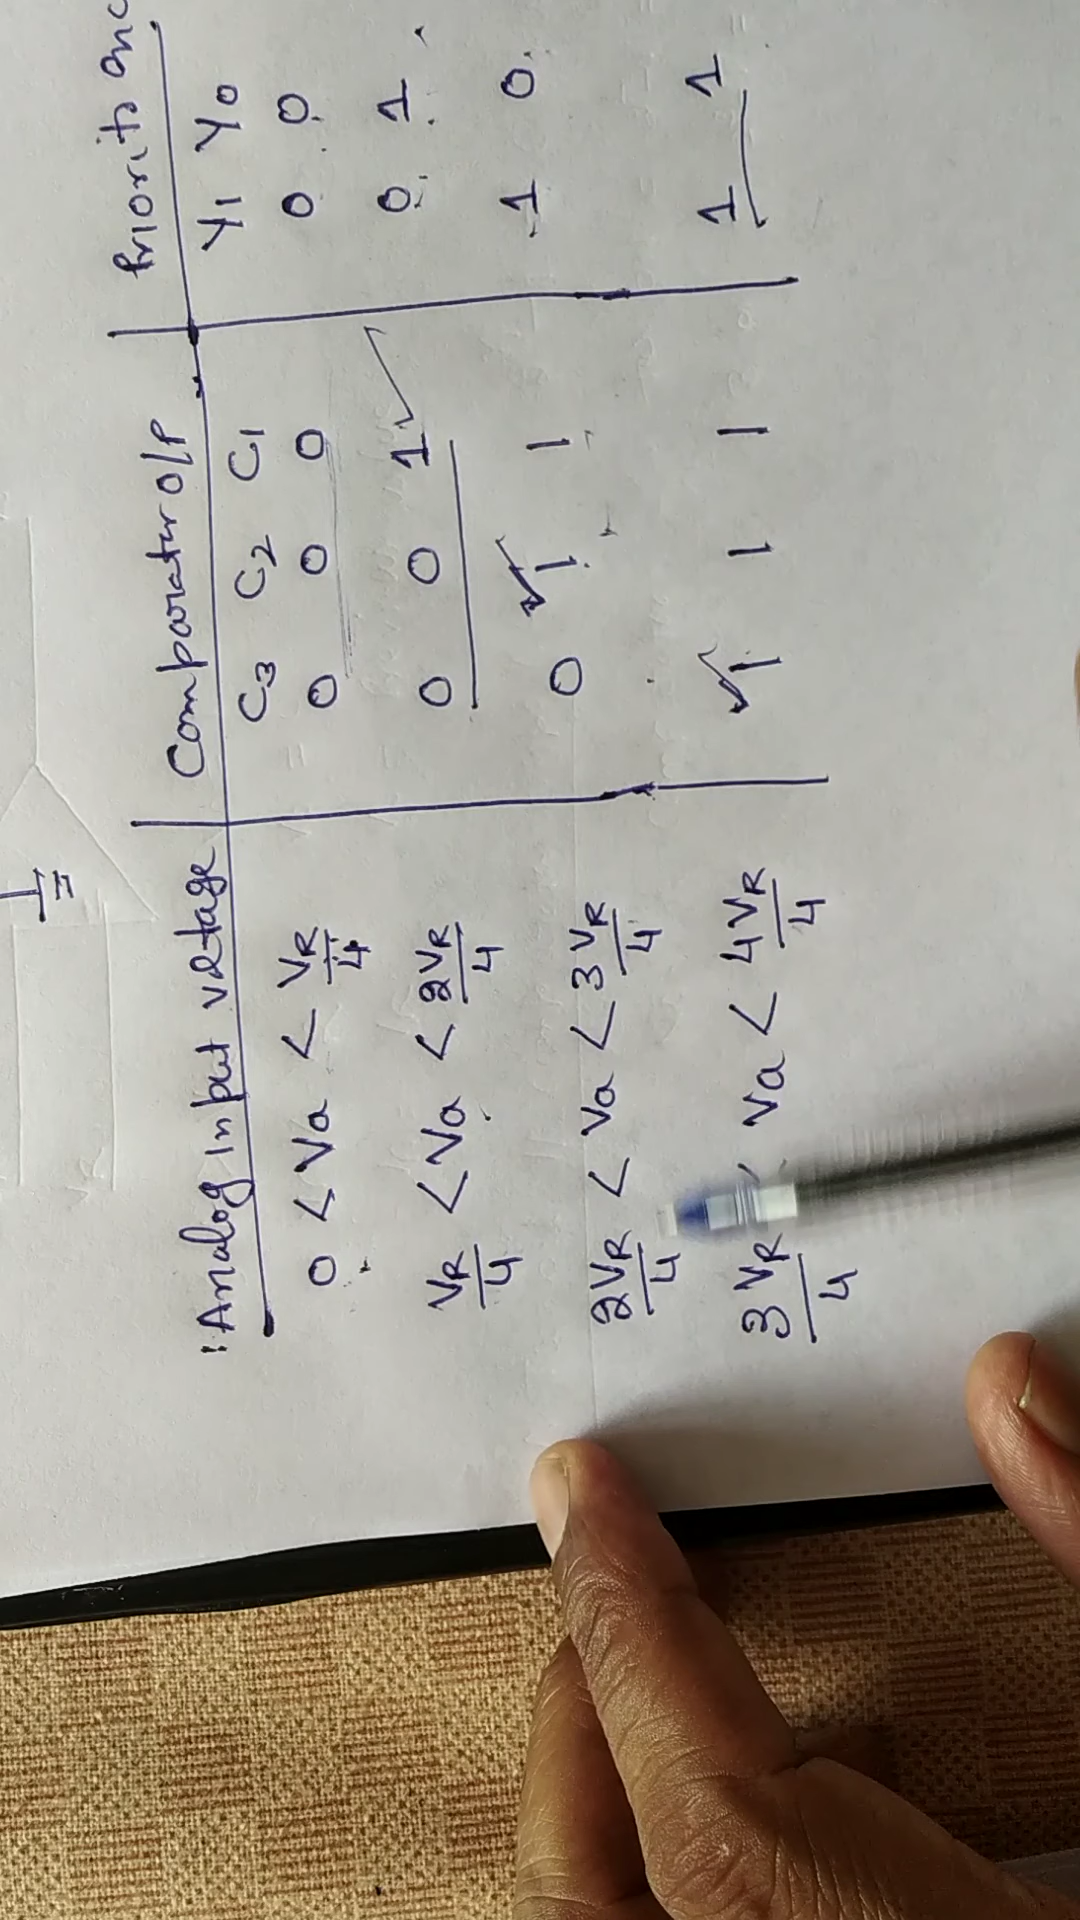 Analog Input voltage Comparator O/P Priority
C3 C2 C1 Y1 Y0
0 < Va < VR/4 0 0 0 0 0
VR/4 < Va < 2VR/4 0 0 1 0 1
2VR/4 < Va < 3VR/4 0 1 1 1 0
3VR/4 Va < 4VR/4 1 1 1 1 1